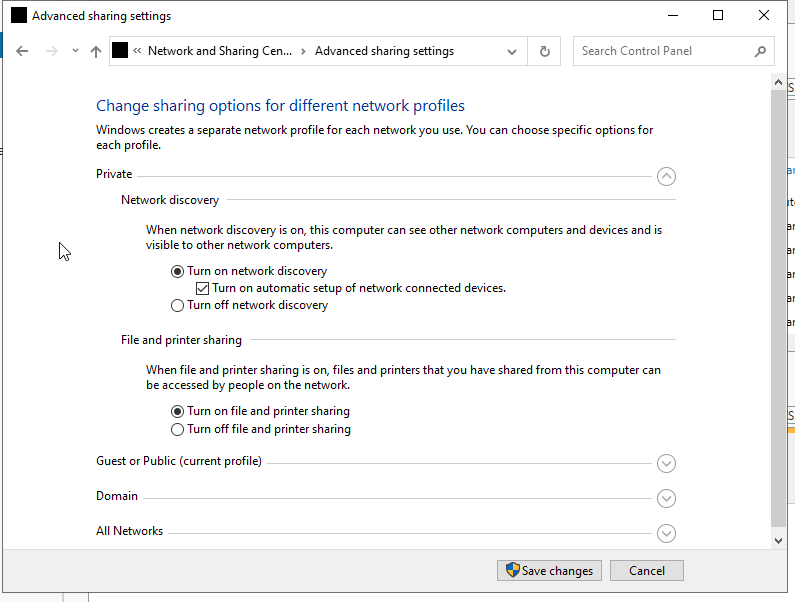 Advanced sharing settings
« Network and Sharing Cen... > Advanced sharing settings
Search Control Panel
Change sharing options for different network profiles
Windows creates a separate network profile for each network you use. You can choose specific options for
each profile.
Private
Network discovery
When network discovery is on, this computer can see other network computers and devices and is
visible to other network computers.
Turn on network discovery
Turn on automatic setup of network connected devices.
Turn off network discovery
File and printer sharing
When file and printer sharing is on, files and printers that you have shared from this computer can
be accessed by people on the network.
Turn on file and printer sharing
Turn off file and printer sharing
Guest or Public (current profile)
Domain
All Networks
Save changes
Cancel